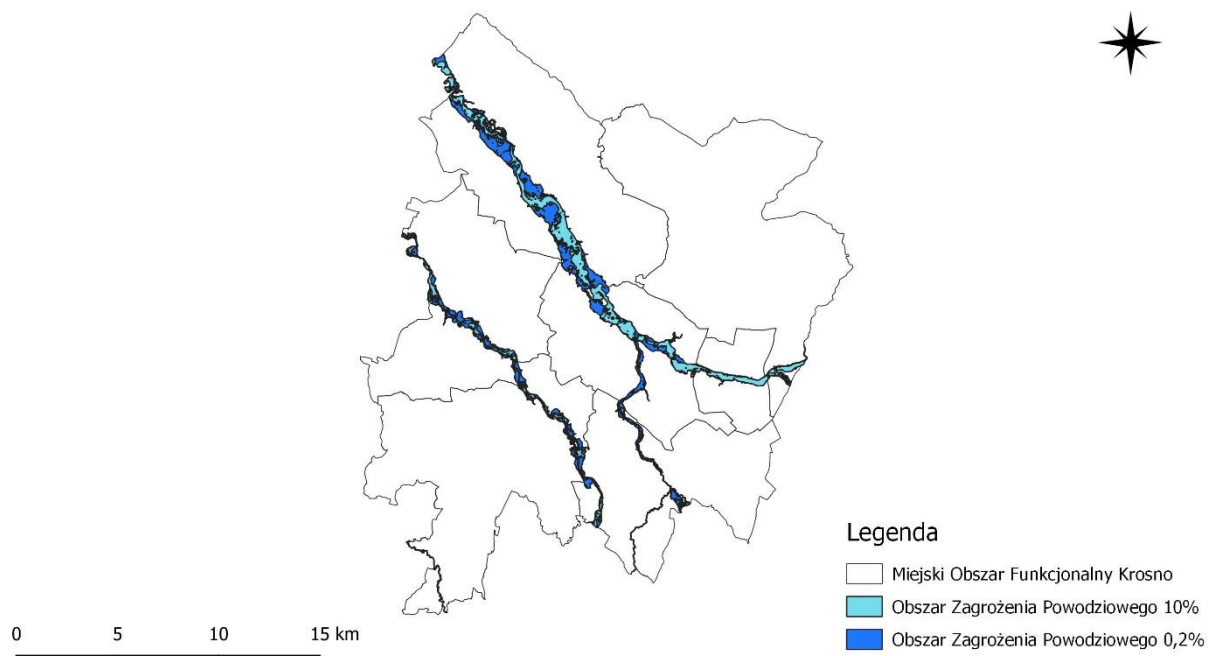 Legenda
Miejski Obszar Funkcjonalny Krosno
Obszar Zagrożenia Powodziowego 10%
Obszar Zagrożenia Powodziowego 0,2%
0 5 10 15 km